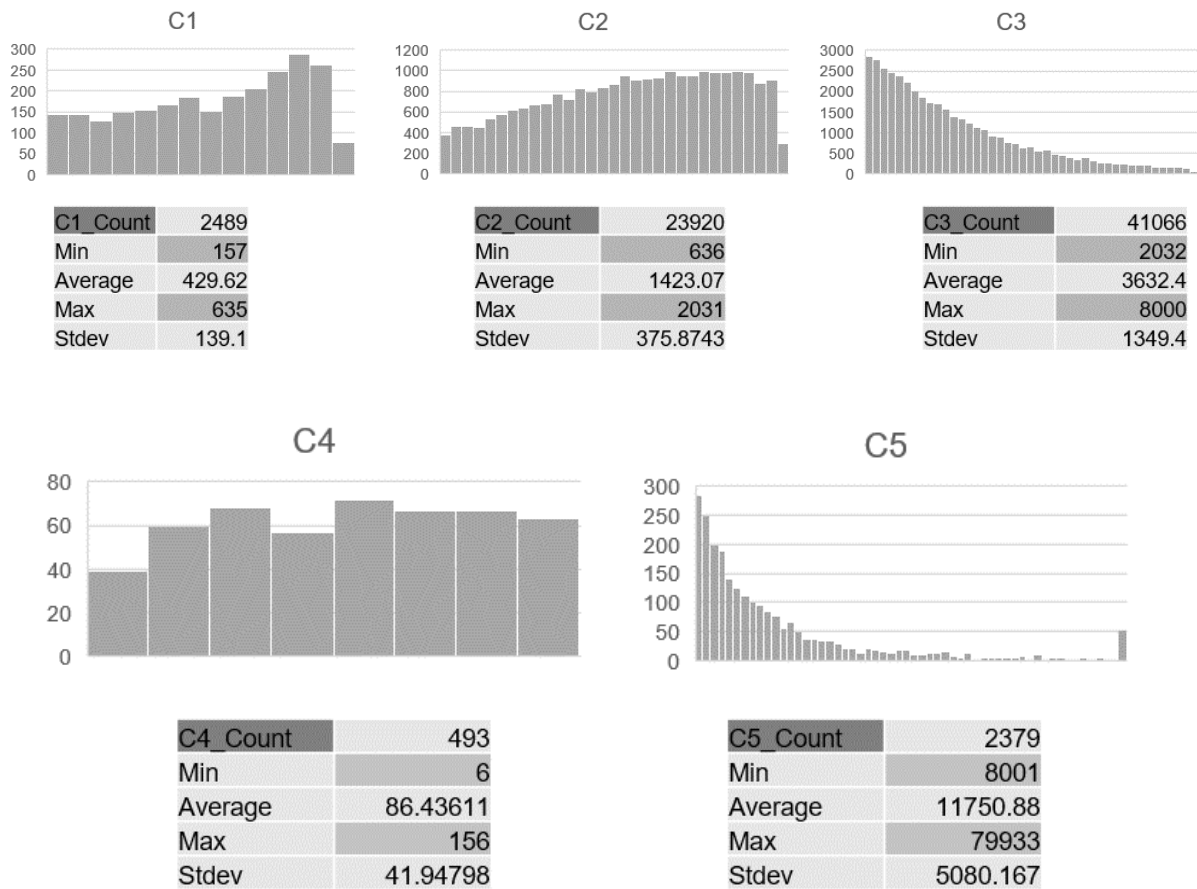 C1
300
250
200
150
100
50
0
C1_Count 2489
Min 157
Average 429.62
Max 635
Stdev 139.1
C2
1200
1000
800
600
400
200
0
C2_Count 23920
Min 636
Average 1423.07
Max 2031
Stdev 375.8743
C3
3000
2500
2000
1500
1000
500
0
C3_Count 41066
Min 2032
Average 3632.4
Max 8000
Stdev 1349.4
C4
80
60
40
20
0
C4_Count 493
Min 6
Average 86.43611
Max 156
Stdev 41.94798
C5
300
250
200
150
100
50
0
C5_Count 2379
Min 8001
Average 11750.88
Max 79933
Stdev 5080.167